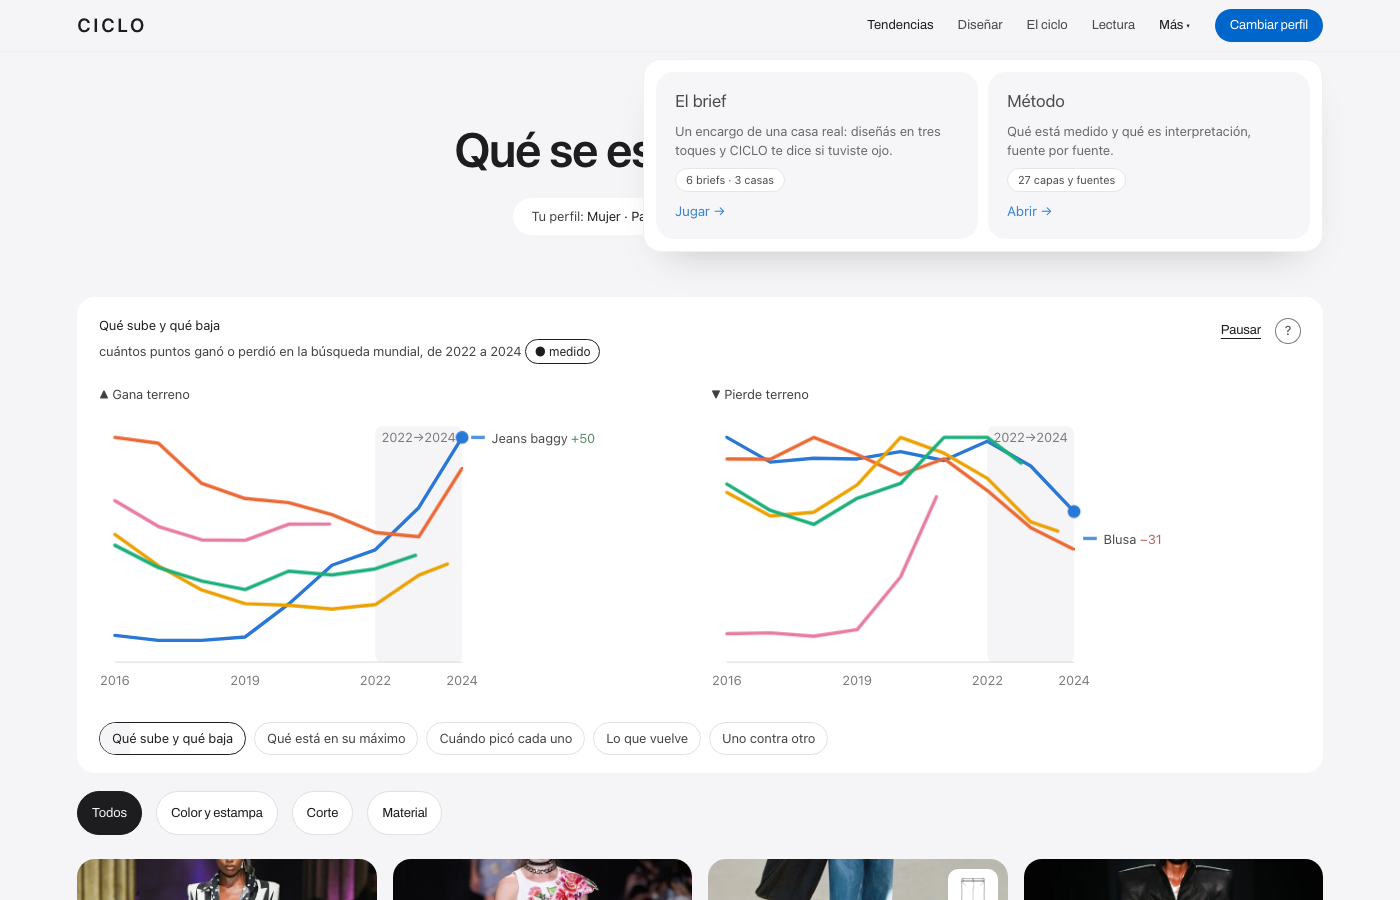 CICLO
Tendencias
Diseñar
El ciclo
Lectura
Más
Cambiar perfil
El brief
Un encargo de una casa real: diseñás en tres
toques y CICLO te dice si tuviste ojo.
6 briefs · 3 casas
Jugar →
Método
Qué está medido y qué es interpretación,
fuente por fuente.
27 capas y fuentes
Abrir →
Qué se es
Tu perfil: Mujer · Pa
Qué sube y qué baja
cuántos puntos ganó o perdió en la búsqueda mundial, de 2022 a 2024 ● medido
Pausar
?
▲ Gana terreno
2022→2024
Jeans baggy +50
2016 2019 2022 2024
▼ Pierde terreno
2022→2024
Blusa −31
2016 2019 2022 2024
Qué sube y qué baja
Qué está en su máximo
Cuándo picó cada uno
Lo que vuelve
Uno contra otro
Todos
Color y estampa
Corte
Material